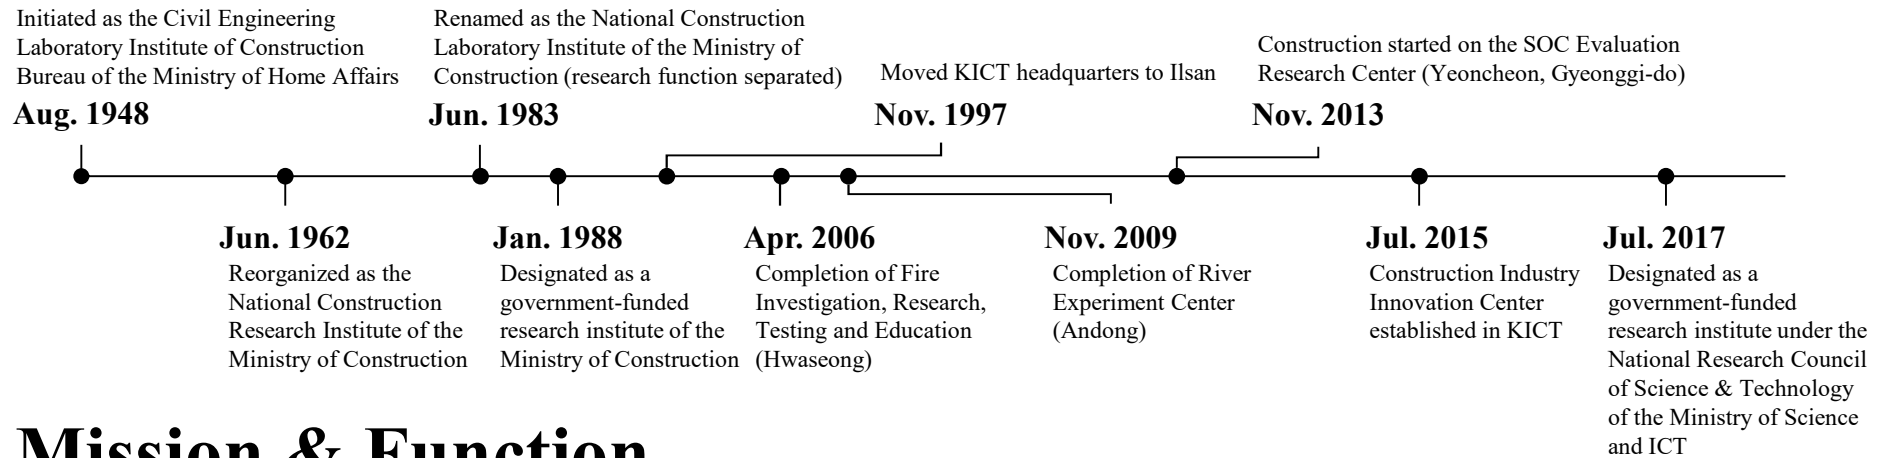 Initiated as the Civil Engineering
Laboratory Institute of Construction
Bureau of the Ministry of Home Affairs
Aug. 1948
Renamed as the National Construction
Laboratory Institute of the Ministry of
Construction (research function separated)
Jun. 1983
Moved KICT headquarters to Ilsan
Nov. 1997
Construction started on the SOC Evaluation
Research Center (Yeoncheon, Gyeonggi-do)
Nov. 2013
Jun. 1962
Reorganized as the
National Construction
Research Institute of the
Ministry of Construction
Jan. 1988
Designated as a
government-funded
research institute of the
Ministry of Construction
Apr. 2006
Completion of Fire
Investigation, Research,
Testing and Education
(Hwaseong)
Nov. 2009
Completion of River
Experiment Center
(Andong)
Jul. 2015
Construction Industry
Innovation Center
established in KICT
Jul. 2017
Designated as a
government-funded
research institute under the
National Research Council
of Science & Technology
of the Ministry of Science
and ICT
Mission & Function